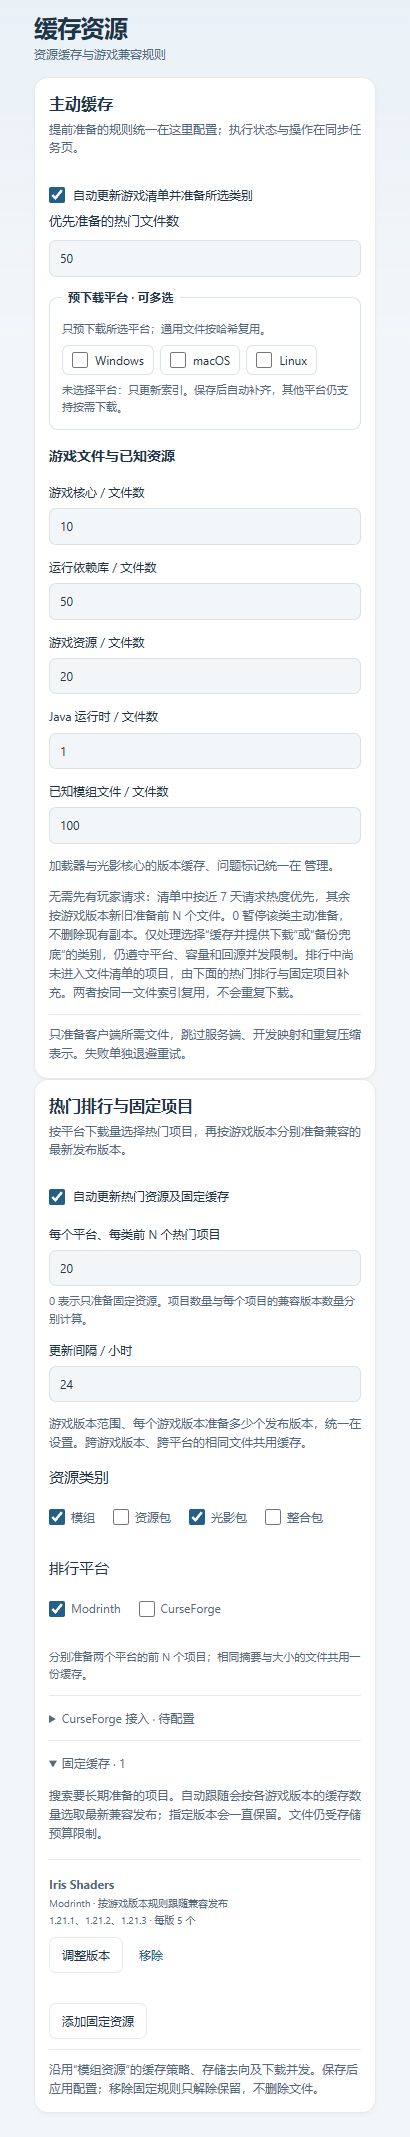 缓存资源
资源缓存与游戏兼容规则
主动缓存
提前准备的规则统一在这里配置；执行状态与操作在同步任
务页。
自动更新游戏清单并准备所选类别
优先准备的热门文件数
50
预下载平台 · 可多选
只预下载所选平台；通用文件按哈希复用。
Windows
macOS
Linux
未选择平台：只更新索引。保存后自动补齐，其他平台仍支
持按需下载。
游戏文件与已知资源
游戏核心 / 文件数
10
运行依赖库 / 文件数
50
游戏资源 / 文件数
20
Java 运行时 / 文件数
1
已知模组文件 / 文件数
100
加载器与光影核心的版本缓存、问题标记统一在 管理。
无需先有玩家请求：清单中按近 7 天请求热度优先，其余
按游戏版本新旧准备前 N 个文件。0 暂停该类主动准备，
不删除现有副本。仅处理选择“缓存并提供下载”或“备份兜
底”的类别，仍遵守平台、容量和回源并发限制。排行中尚
未进入文件清单的项目，由下面的热门排行与固定项目补
充。两者按同一文件索引复用，不会重复下载。
只准备客户端所需文件，跳过服务端、开发映射和重复压缩
表示。失败单独退避重试。
热门排行与固定项目
按平台下载量选择热门项目，再按游戏版本分别准备兼容的
最新发布版本。
自动更新热门资源及固定缓存
每个平台、每类前 N 个热门项目
20
0 表示只准备固定资源。项目数量与每个项目的兼容版本数量分
别计算。
更新间隔 / 小时
24
游戏版本范围、每个游戏版本准备多少个发布版本，统一在
设置。跨游戏版本、跨平台的相同文件共用缓存。
资源类别
模组
资源包
光影包
整合包
排行平台
Modrinth
CurseForge
分别准备两个平台的前 N 个项目；相同摘要与大小的文件共用一
份缓存。
CurseForge 接入 · 待配置
固定缓存 · 1
搜索要长期准备的项目。自动跟随会按各游戏版本的缓存数
量选取最新兼容发布；指定版本会一直保留。文件仍受存储
预算限制。
Iris Shaders
Modrinth · 按游戏版本规则跟随兼容发布
1.21.1、1.21.2、1.21.3 · 每版 5 个
调整版本
移除
添加固定资源
沿用“模组资源”的缓存策略、存储去向及下载并发。保存后
应用配置；移除固定规则只解除保留，不删除文件。